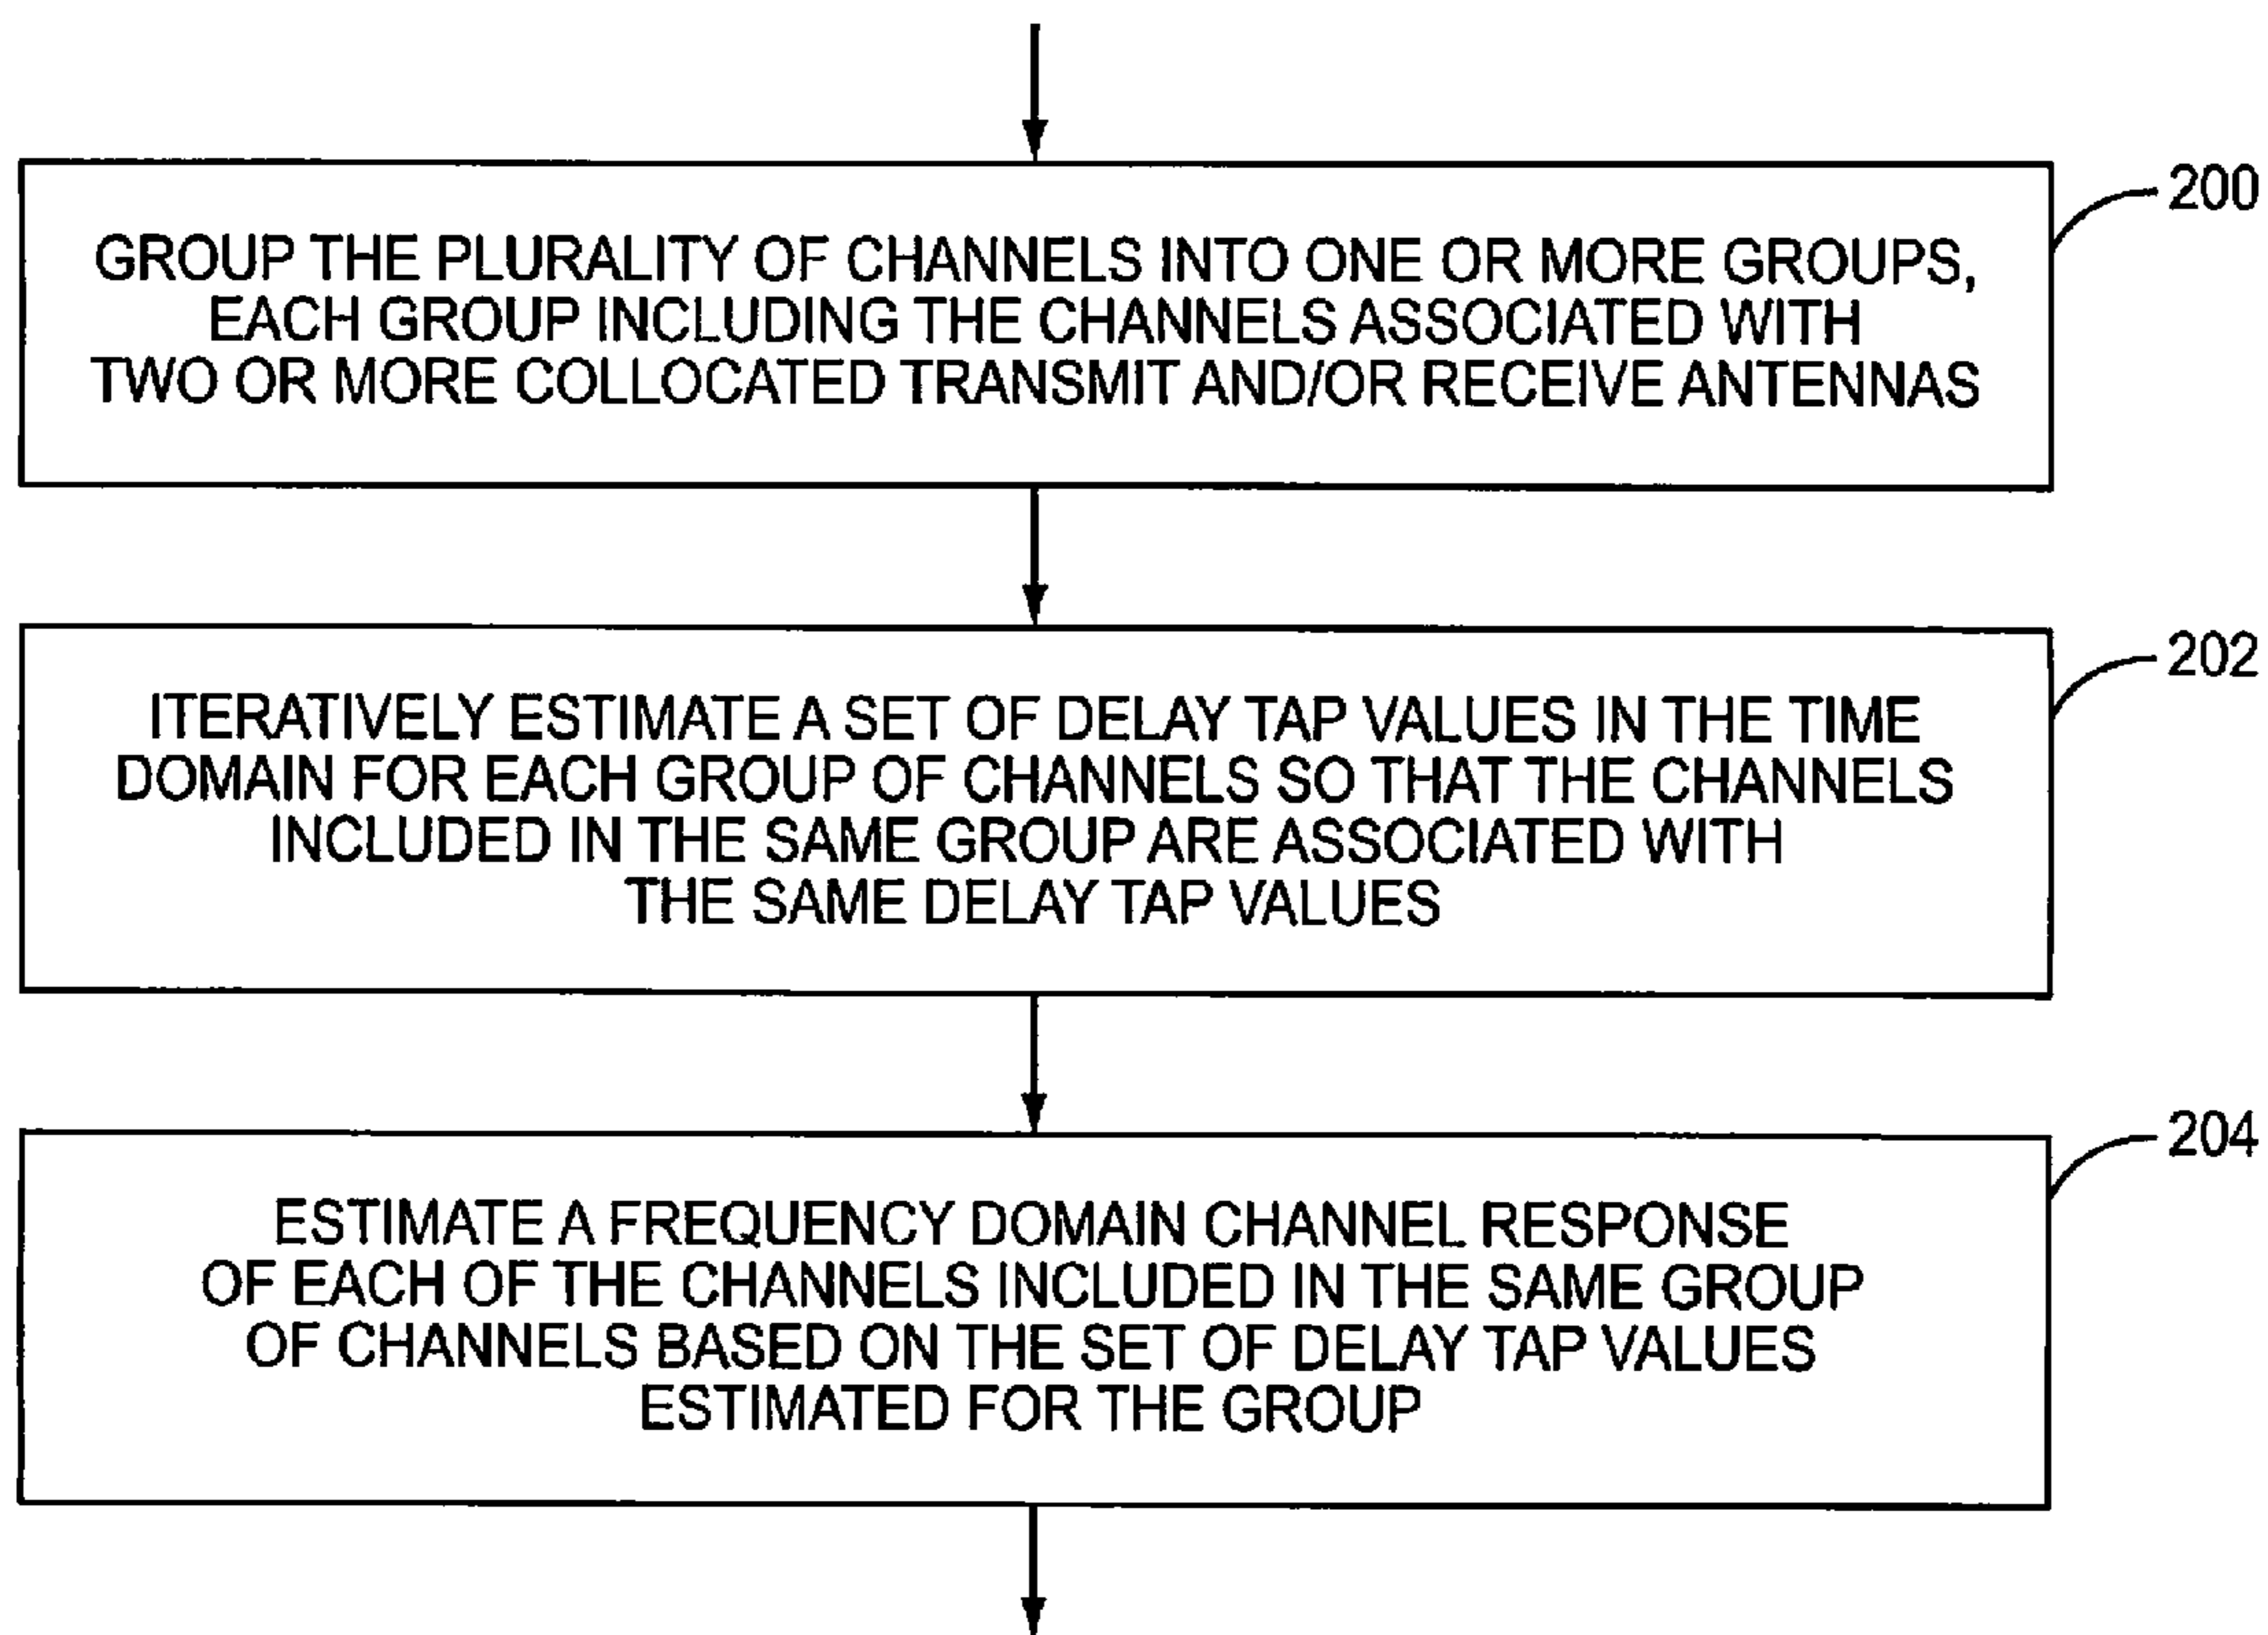 200
GROUP THE PLURALITY OF CHANNELS INTO ONE OR MORE GROUPS,
EACH GROUP INCLUDING THE CHANNELS ASSOCIATED WITH
TWO OR MORE COLLOCATED TRANSMIT AND/OR RECEIVE ANTENNAS
202
ITERATIVELY ESTIMATE A SET OF DELAY TAP VALUES IN THE TIME
DOMAIN FOR EACH GROUP OF CHANNELS SO THAT THE CHANNELS
INCLUDED IN THE SAME GROUP ARE ASSOCIATED WITH
THE SAME DELAY TAP VALUES
204
ESTIMATE A FREQUENCY DOMAIN CHANNEL RESPONSE
OF EACH OF THE CHANNELS INCLUDED IN THE SAME GROUP
OF CHANNELS BASED ON THE SET OF DELAY TAP VALUES
ESTIMATED FOR THE GROUP